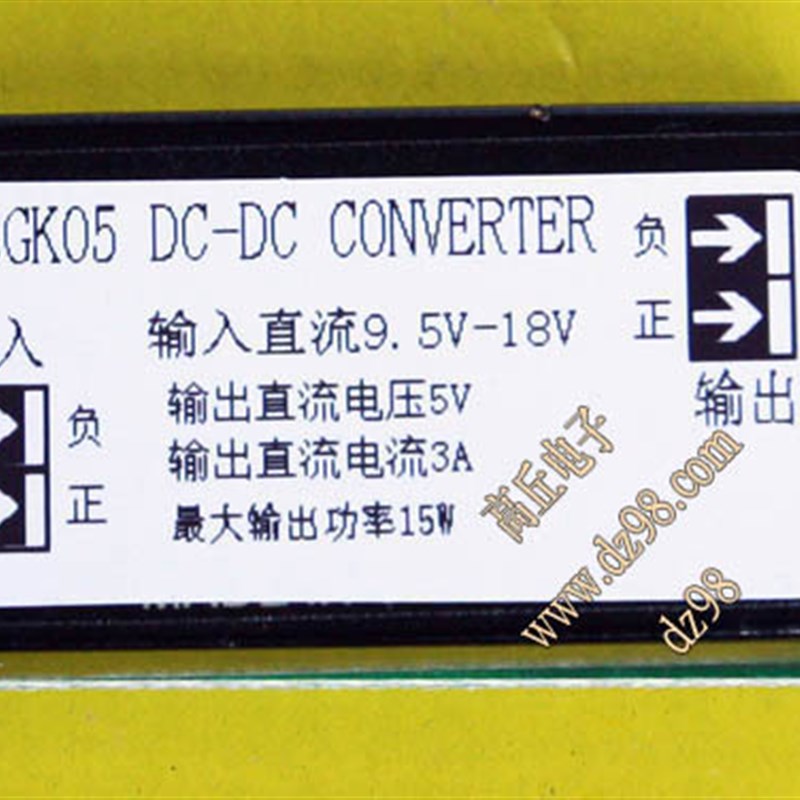 GK05 DC-DC CONVERTER
负
正
输出
入
负
正
输入直流9.5V-18V
输出直流电压5V
输出直流电流3A
最大输出功率15W
高丘电子
www.dz98.com
dz98